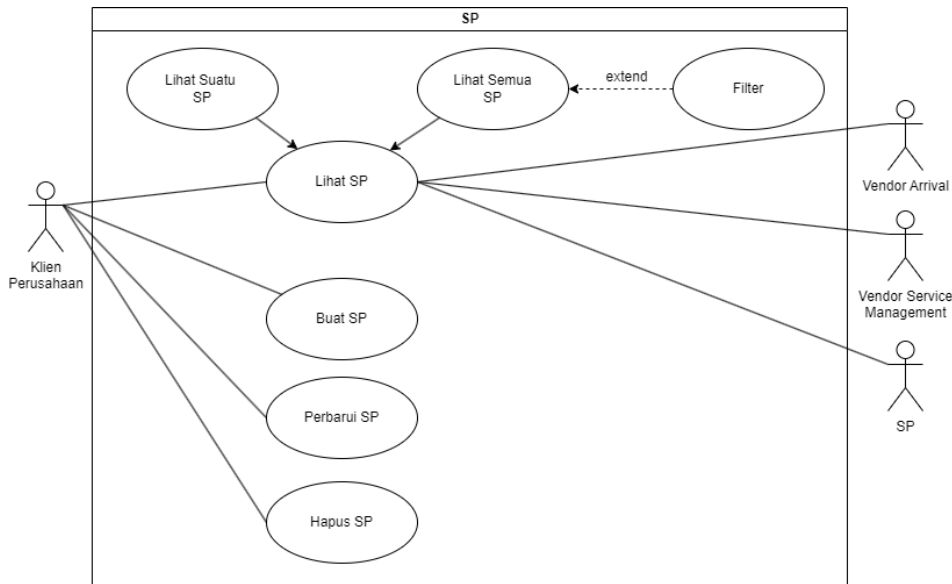 SP
Lihat Suatu
SP
Lihat Semua
SP
extend
Filter
Lihat SP
Vendor Arrival
Klien
Perusahaan
Vendor Service
Management
Buat SP
Perbarui SP
SP
Hapus SP